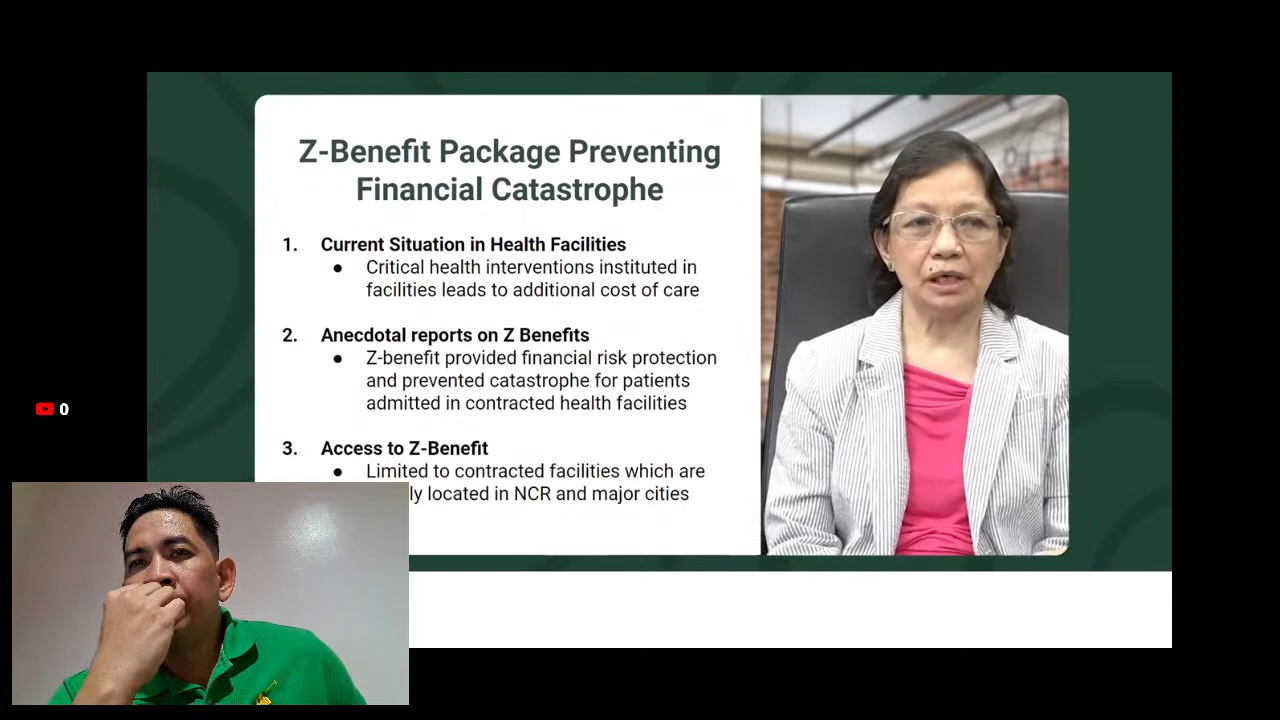 Z-Benefit Package Preventing
Financial Catastrophe
1. Current Situation in Health Facilities
● Critical health interventions instituted in
facilities leads to additional cost of care
2. Anecdotal reports on Z Benefits
● Z-benefit provided financial risk protection
and prevented catastrophe for patients
admitted in contracted health facilities
3. Access to Z-Benefit
● Limited to contracted facilities which are
ly located in NCR and major cities
0